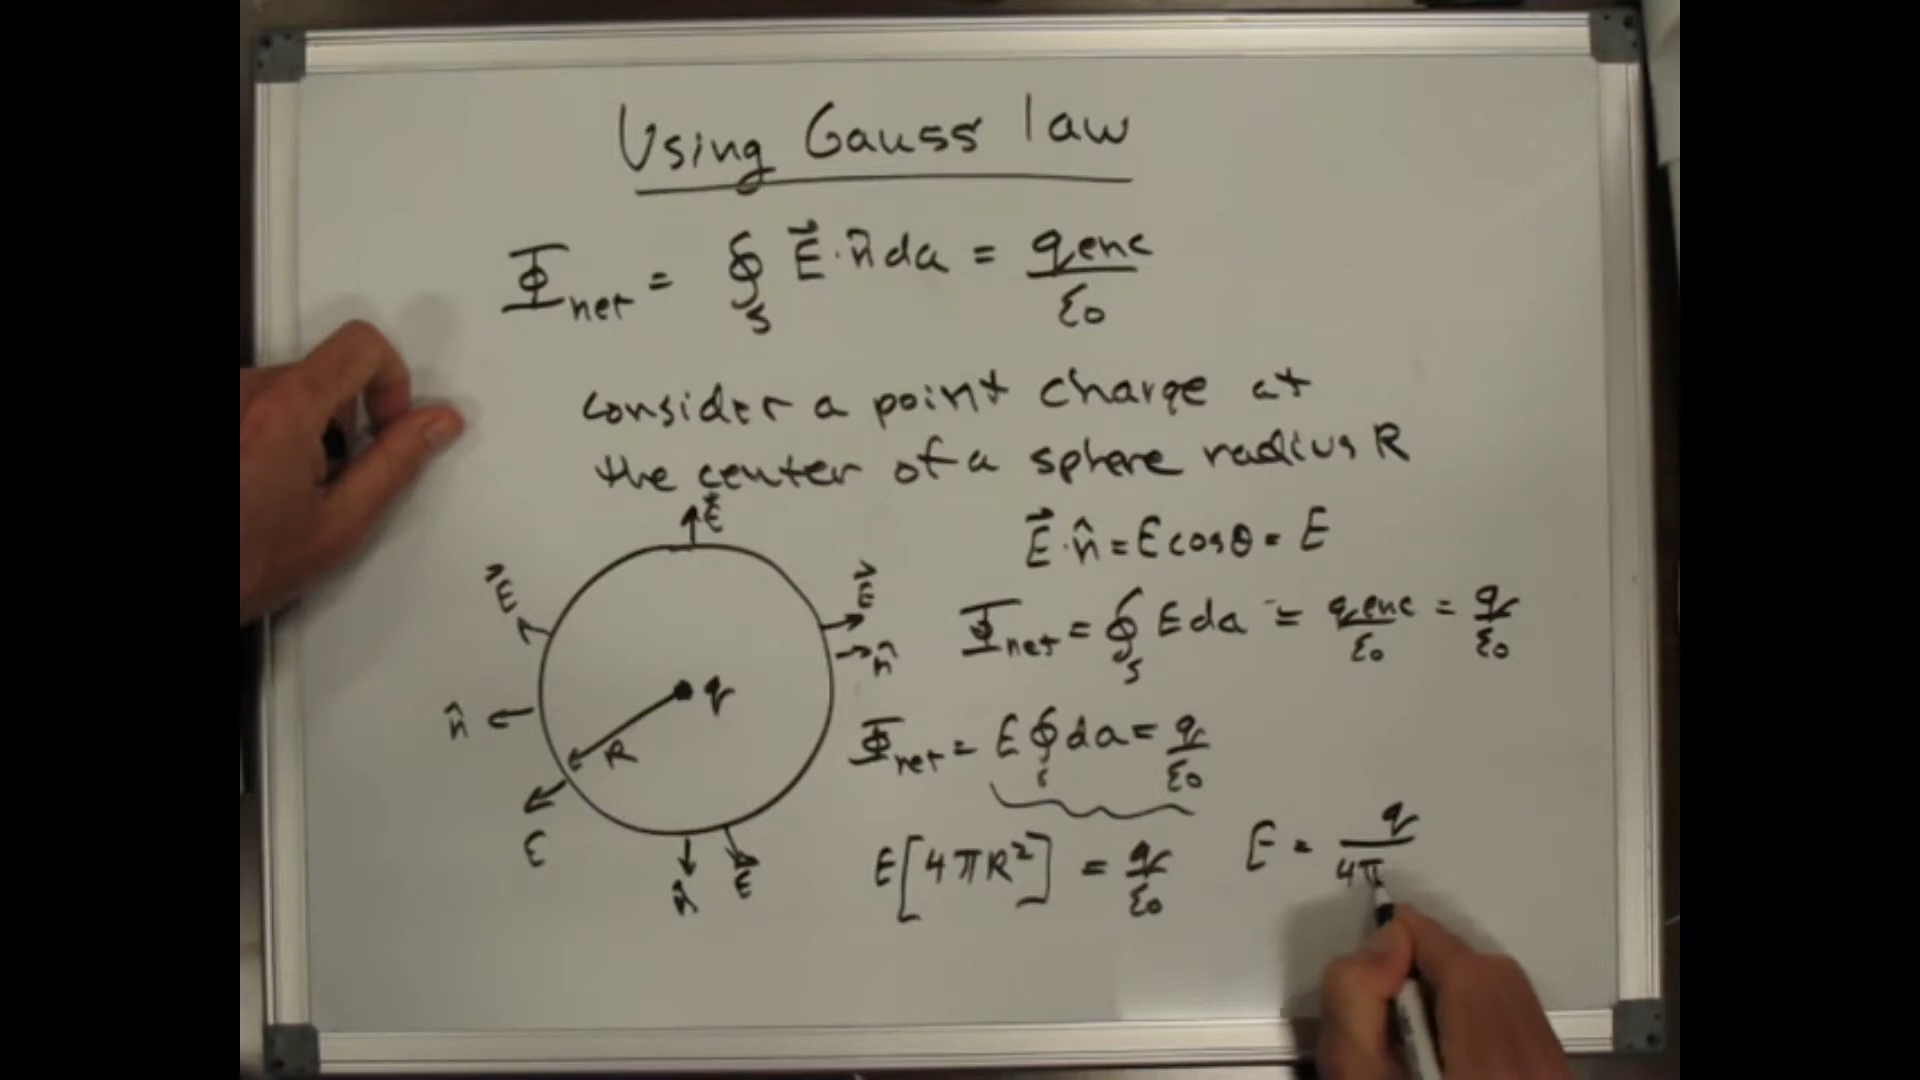 Using Gauss law
Φnet = ∮S E⃗·n̂da = qenc/ε0
consider a point charge at
the center of a sphere radius R
E⃗
E⃗·n̂ = E cosθ = E
E⃗
E⃗
Φnet = ∮S E da = qenc/ε0 = q/ε0
n̂
q
n̂
R
Φnet = E∮s da = q/ε0
E
n̂
E⃗
E[4πR²] = q/ε0
E = q/4π